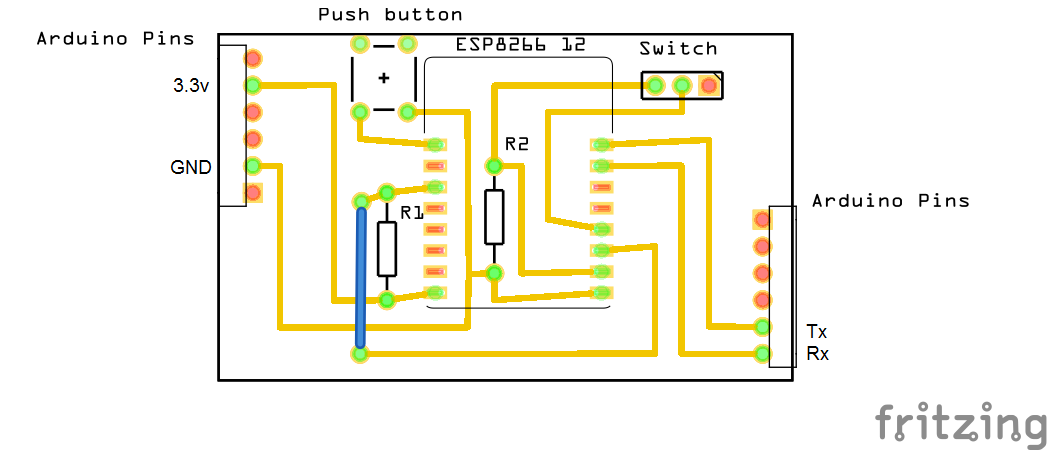 Push button
Arduino Pins
ESP8266 12
Switch
3.3v
+
R2
GND
R1
Arduino Pins
Tx
Rx
fritzing